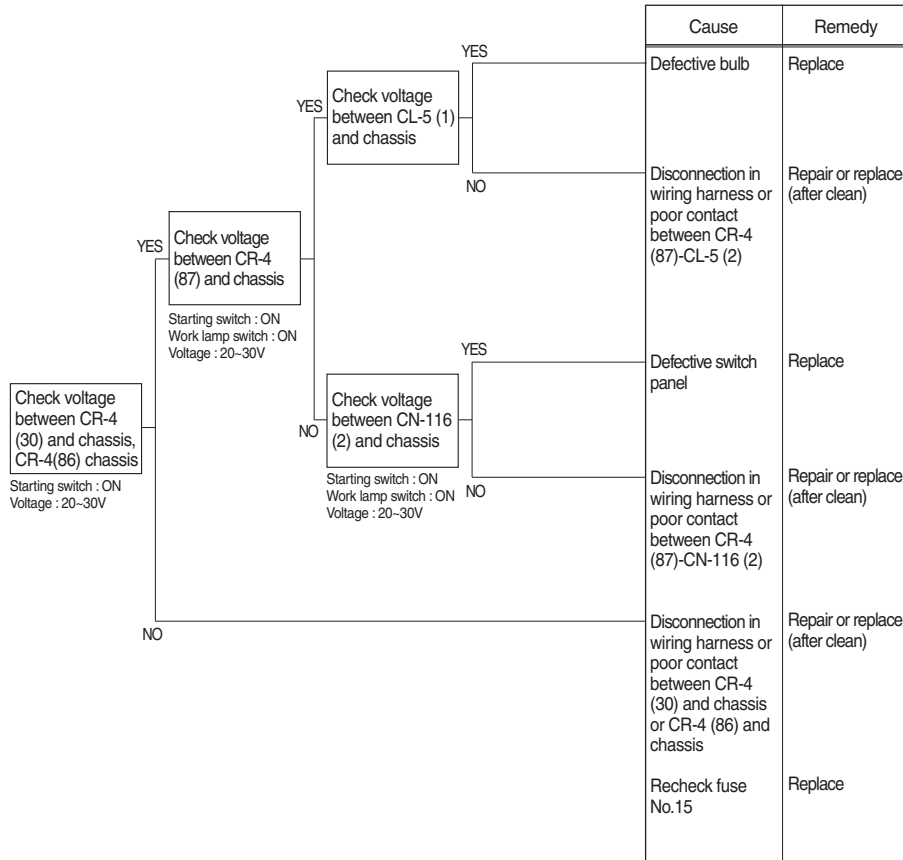 Cause
Remedy
YES
Defective bulb
Replace
Check voltage
between CL-5 (1)
and chassis
YES
NO
Disconnection in
wiring harness or
poor contact
between CR-4
(87)-CL-5 (2)
Repair or replace
(after clean)
YES
Check voltage
between CR-4
(87) and chassis
Starting switch : ON
Work lamp switch : ON
Voltage : 20~30V
YES
Defective switch
panel
Replace
Check voltage
between CN-116
(2) and chassis
NO
Starting switch : ON
Work lamp switch : ON
Voltage : 20~30V
NO
Disconnection in
wiring harness or
poor contact
between CR-4
(87)-CN-116 (2)
Repair or replace
(after clean)
Check voltage
between CR-4
(30) and chassis,
CR-4(86) chassis
Starting switch : ON
Voltage : 20~30V
NO
Disconnection in
wiring harness or
poor contact
between CR-4
(30) and chassis
or CR-4 (86) and
chassis
Repair or replace
(after clean)
Recheck fuse
No.15
Replace